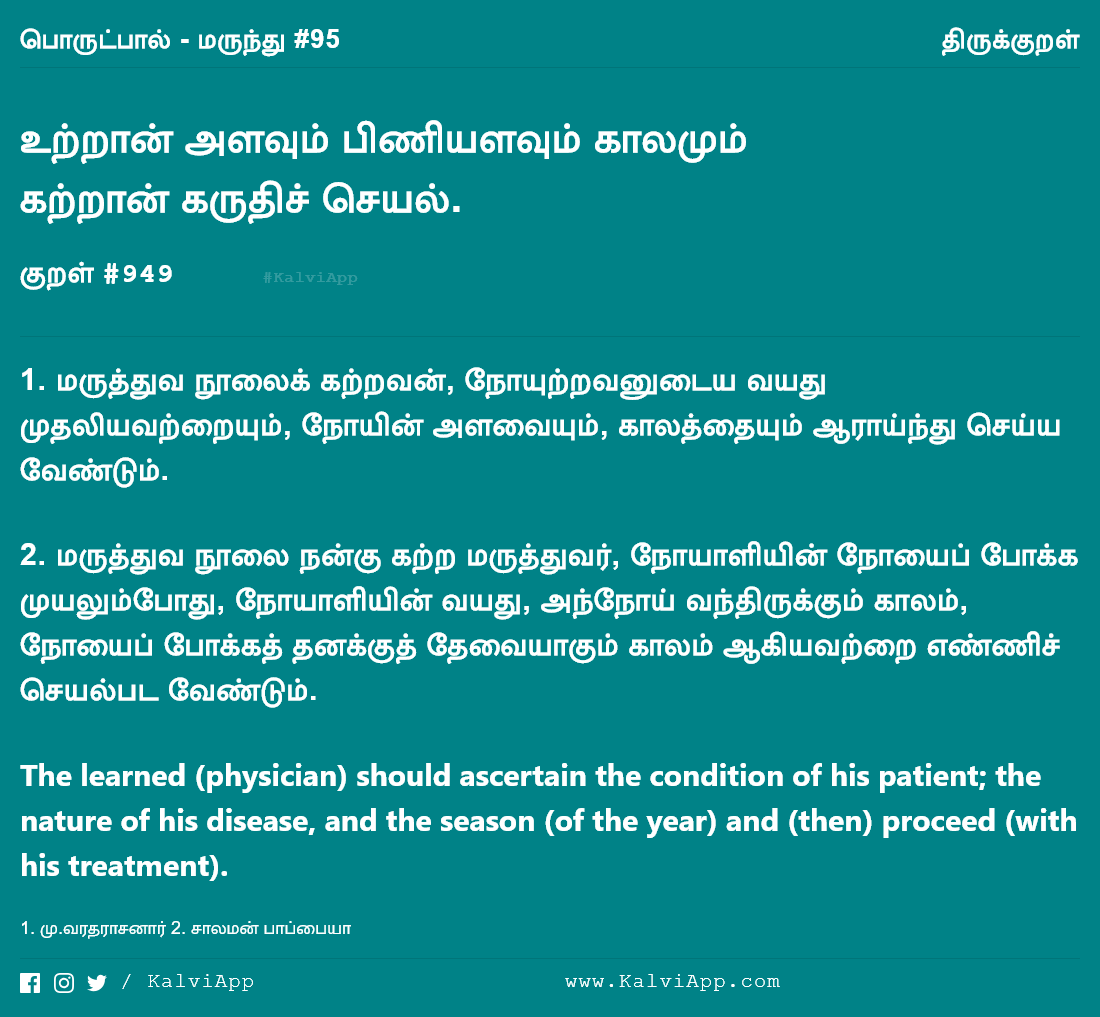 பொருட்பால் - மருந்து #95 திருக்குறள்
உற்றான் அளவும் பிணியளவும் காலமும்
கற்றான் கருதிச் செயல்.
குறள் #949 #KalviApp
1. மருத்துவ நூலைக் கற்றவன், நோயுற்றவனுடைய வயது
முதலியவற்றையும், நோயின் அளவையும், காலத்தையும் ஆராய்ந்து செய்ய
வேண்டும்.
2. மருத்துவ நூலை நன்கு கற்ற மருத்துவர், நோயாளியின் நோயைப் போக்க
முயலும்போது, நோயாளியின் வயது, அந்நோய் வந்திருக்கும் காலம்,
நோயைப் போக்கத் தனக்குத் தேவையாகும் காலம் ஆகியவற்றை எண்ணிச்
செயல்பட வேண்டும்.
The learned (physician) should ascertain the condition of his patient; the
nature of his disease, and the season (of the year) and (then) proceed (with
his treatment).
1. மு.வரதராசனார் 2. சாலமன் பாப்பையா
/ KalviApp www.KalviApp.com